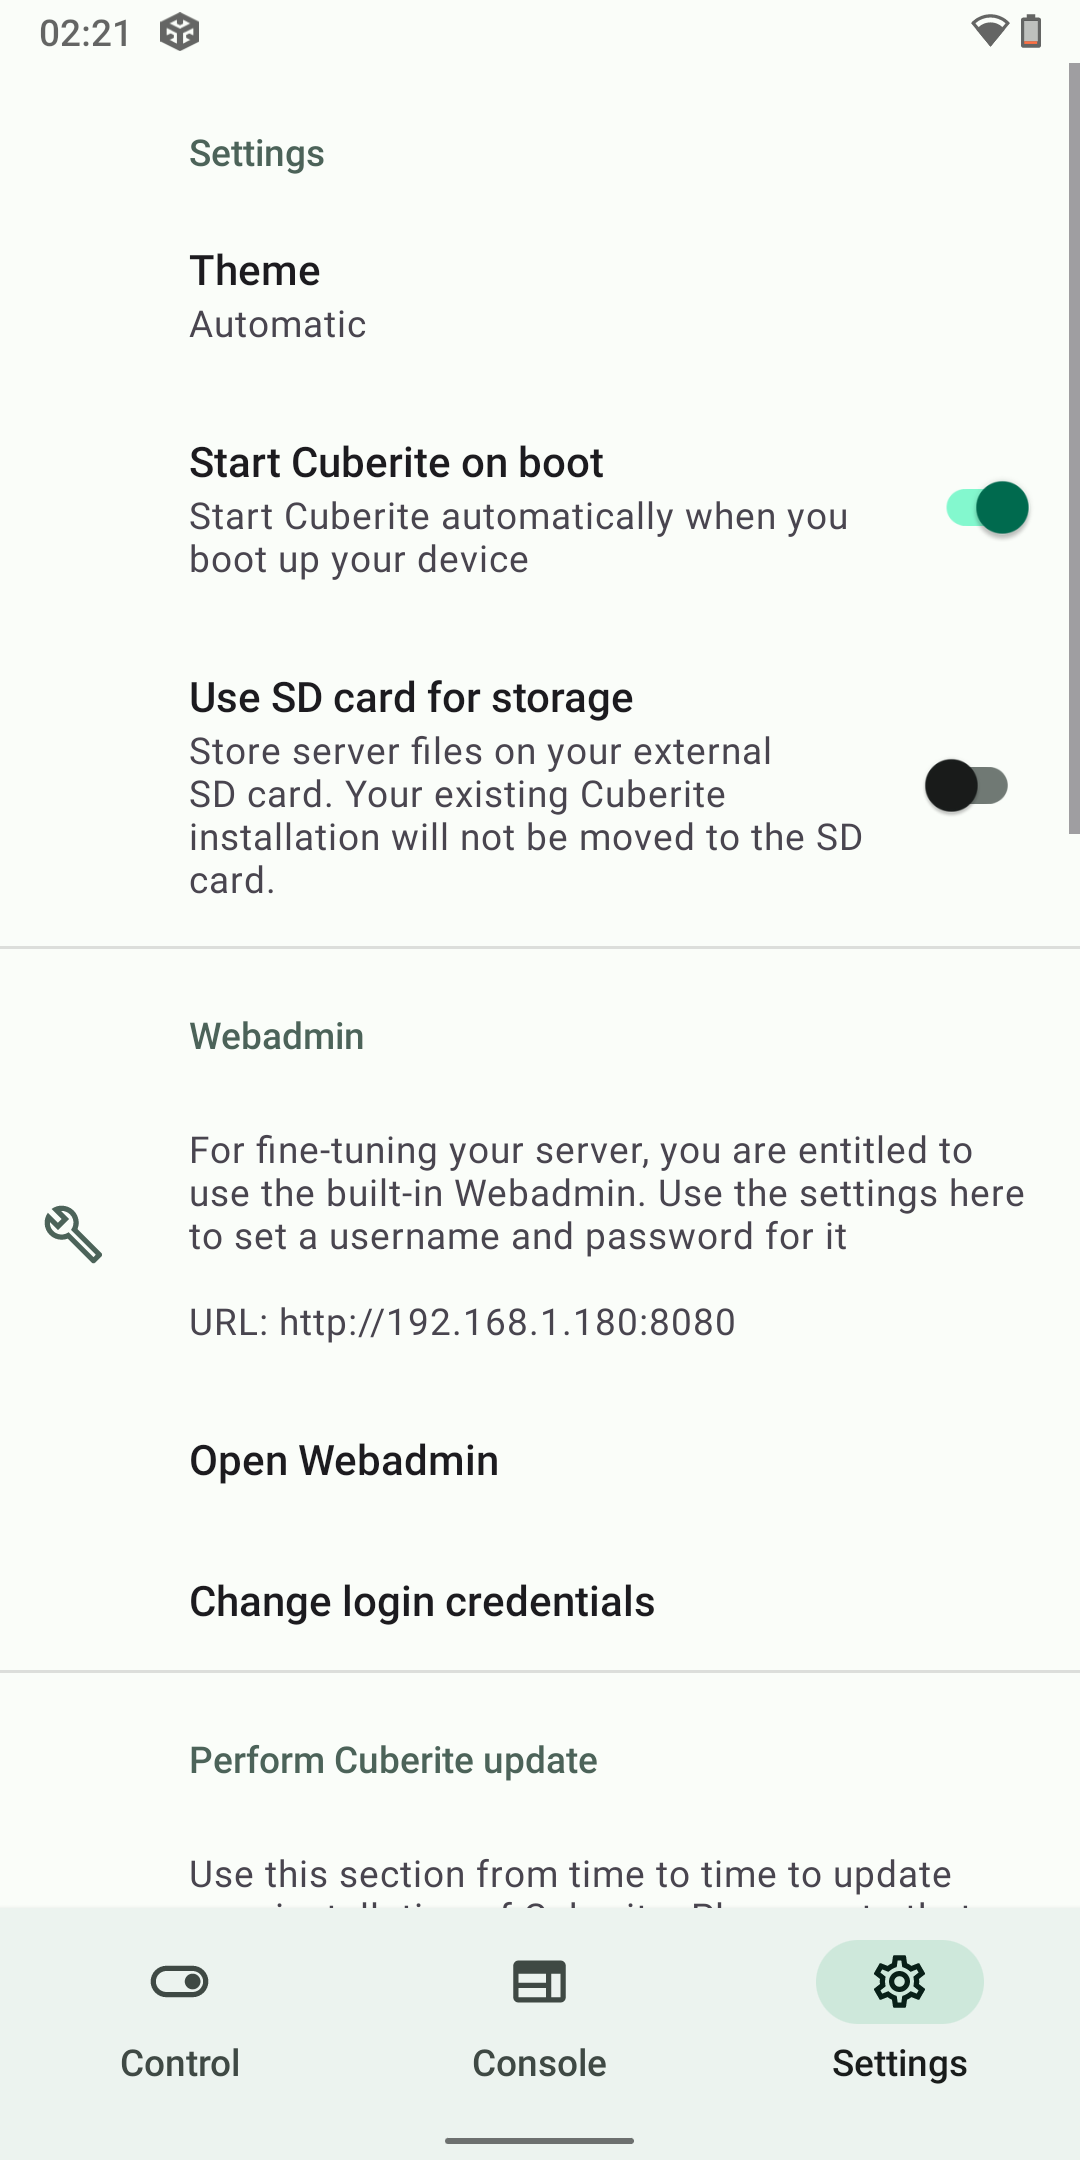 02:21
Settings
Theme
Automatic
Start Cuberite on boot
Start Cuberite automatically when you
boot up your device
Use SD card for storage
Store server files on your external
SD card. Your existing Cuberite
installation will not be moved to the SD
card.
Webadmin
For fine-tuning your server, you are entitled to
use the built-in Webadmin. Use the settings here
to set a username and password for it
URL: http://192.168.1.180:8080
Open Webadmin
Change login credentials
Perform Cuberite update
Use this section from time to time to update
Control
Console
Settings